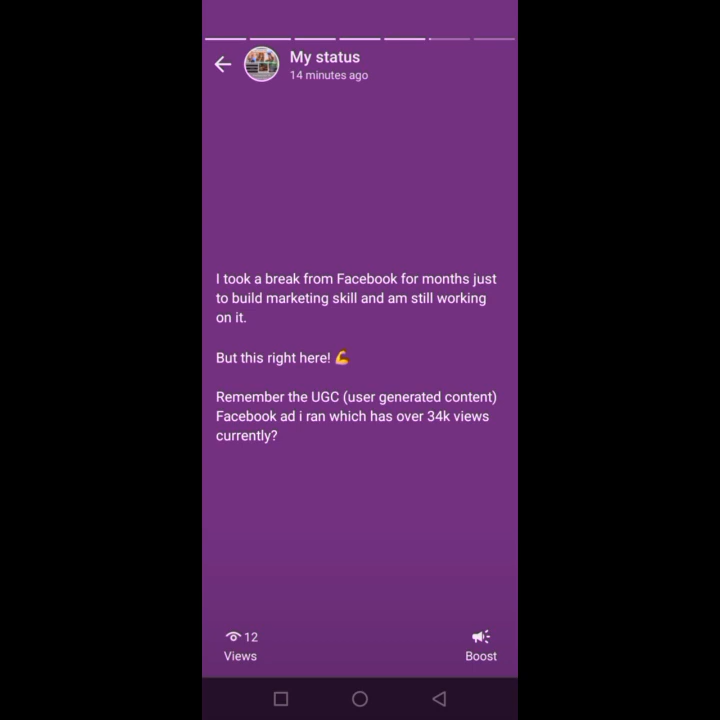 My status
14 minutes ago
I took a break from Facebook for months just
to build marketing skill and am still working
on it.
But this right here! 💪
Remember the UGC (user generated content)
Facebook ad i ran which has over 34k views
currently?
12
Views
Boost